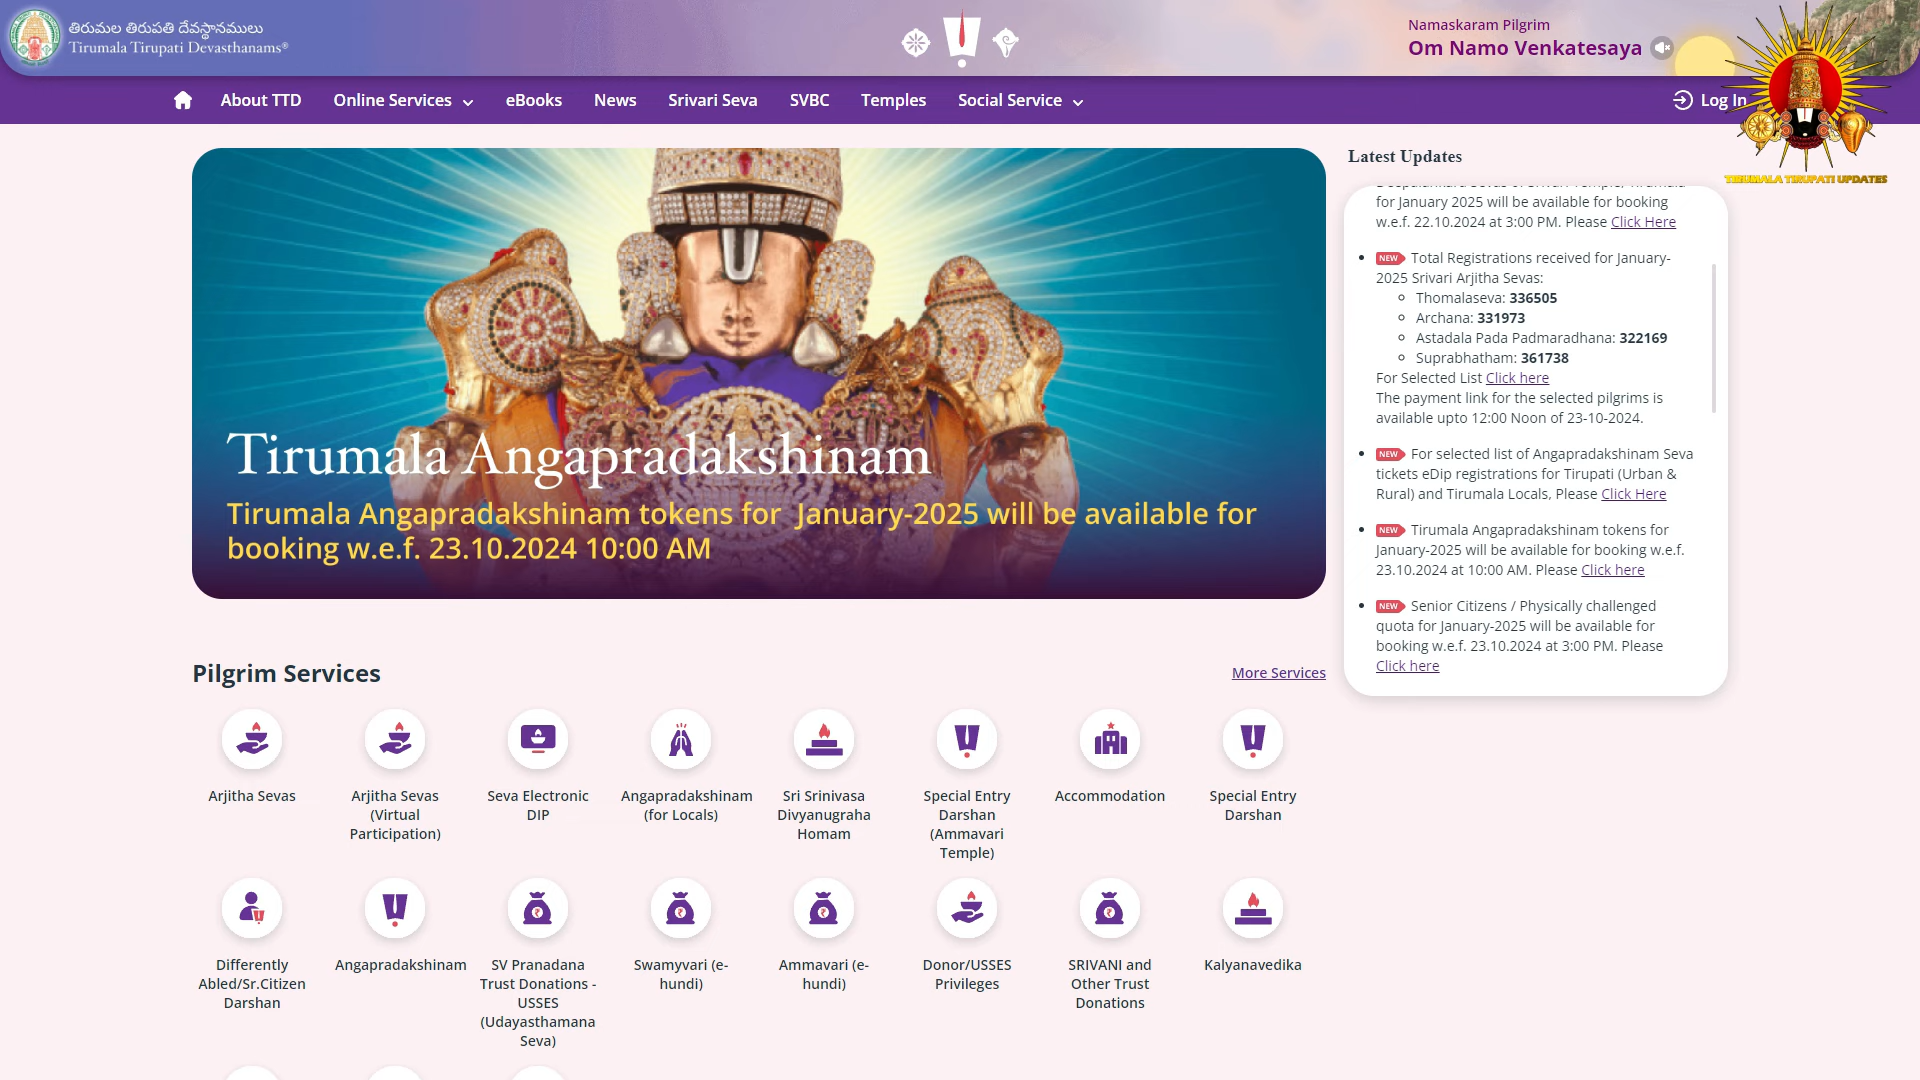 తిరుమల తిరుపతి దేవస్థానములు
Tirumala Tirupati Devasthanams®
Namaskaram Pilgrim
Om Namo Venkatesaya
About TTD
Online Services
eBooks
News
Srivari Seva
SVBC
Temples
Social Service
Log In
TIRUMALA TIRUPATI UPDATES
Tirumala Angapradakshinam
Tirumala Angapradakshinam tokens for January-2025 will be available for
booking w.e.f. 23.10.2024 10:00 AM
Latest Updates
for January 2025 will be available for booking
w.e.f. 22.10.2024 at 3:00 PM. Please Click Here
NEW Total Registrations received for January-
2025 Srivari Arjitha Sevas:
Thomalaseva: 336505
Archana: 331973
Astadala Pada Padmaradhana: 322169
Suprabhatham: 361738
For Selected List Click here
The payment link for the selected pilgrims is
available upto 12:00 Noon of 23-10-2024.
NEW For selected list of Angapradakshinam Seva
tickets eDip registrations for Tirupati (Urban &
Rural) and Tirumala Locals, Please Click Here
NEW Tirumala Angapradakshinam tokens for
January-2025 will be available for booking w.e.f.
23.10.2024 at 10:00 AM. Please Click here
NEW Senior Citizens / Physically challenged
quota for January-2025 will be available for
booking w.e.f. 23.10.2024 at 3:00 PM. Please
Click here
Pilgrim Services
More Services
Arjitha Sevas
Arjitha Sevas
(Virtual
Participation)
Seva Electronic
DIP
Angapradakshinam
(for Locals)
Sri Srinivasa
Divyanugraha
Homam
Special Entry
Darshan
(Ammavari
Temple)
Accommodation
Special Entry
Darshan
Differently
Abled/Sr.Citizen
Darshan
Angapradakshinam
SV Pranadana
Trust Donations -
USSES
(Udayasthamana
Seva)
Swamyvari (e-
hundi)
Ammavari (e-
hundi)
Donor/USSES
Privileges
SRIVANI and
Other Trust
Donations
Kalyanavedika